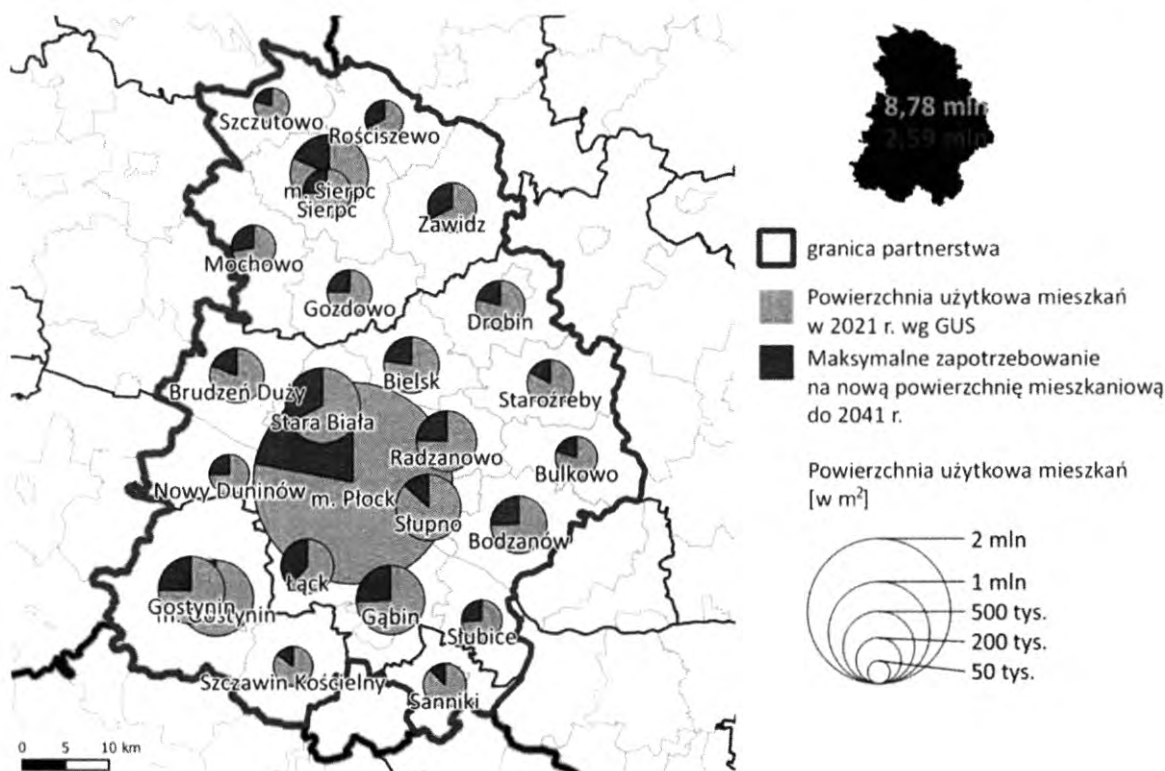 Szczutowo
Rościszewo
m. Sierpc
Sierpc
Zawidz
Mochowo
Gozdowo
Drobin
Bielsk
Brudzeń Duży
Staroźreby
Stara Biała
Radzanowo
Bulkowo
Nowy Duninów
m. Płock
Słupno
Bodzanów
Łąck
Gostynin
m. Gostynin
Gąbin
Słubice
Szczawin Kościelny
Sanniki
0 5 10 km
8,78 mln
2,59 mln
granica partnerstwa
Powierzchnia użytkowa mieszkań
w 2021 r. wg GUS
Maksymalne zapotrzebowanie
na nową powierzchnię mieszkaniową
do 2041 r.
Powierzchnia użytkowa mieszkań
[w m²]
2 mln
1 mln
500 tys.
200 tys.
50 tys.